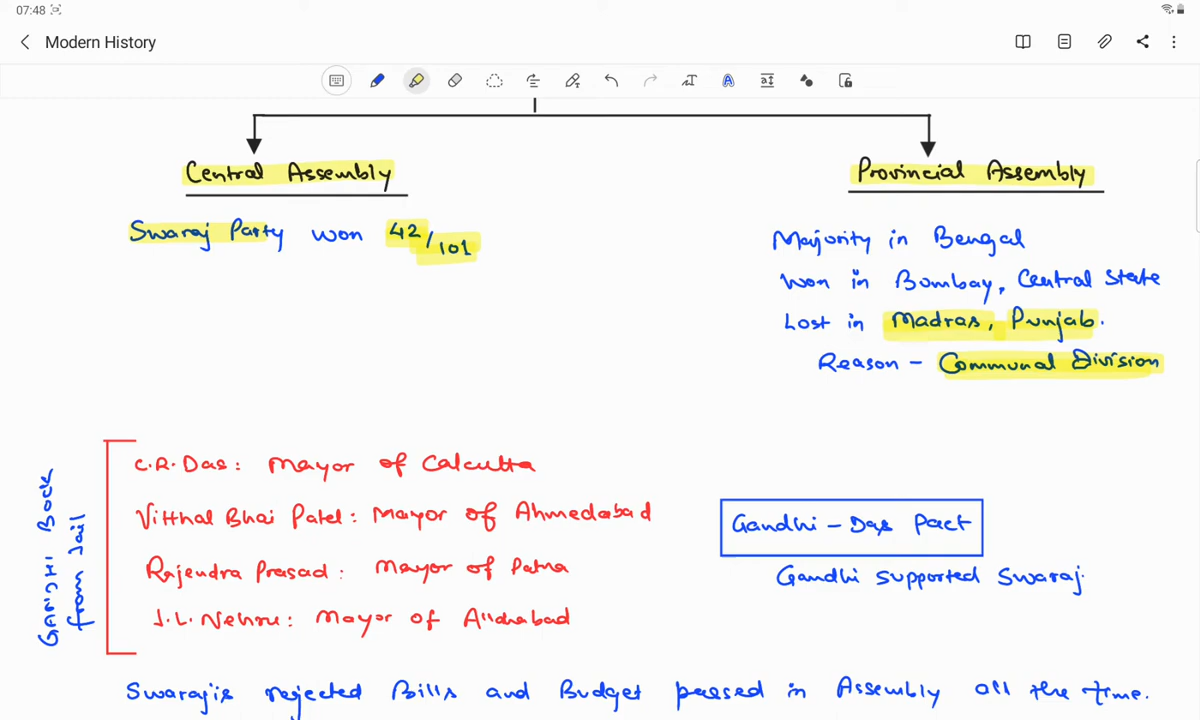 07:48
Modern History
Central Assembly
Swaraj Party won 42/101
Provincial Assembly
Majority in Bengal
Won in Bombay, Central State
Lost in Madras, Punjab.
Reason - Communal Division
GANDHI Back from Jail
C.R. Das: Mayor of Calcutta
Vitthal Bhai Patel: Mayor of Ahmedabad
Rajendra Prasad: Mayor of Patna
J.L. Nehru: Mayor of Allahabad
Gandhi - Das Pact
Gandhi supported Swaraj
Swarajis rejected Bills and Budget passed in Assembly all the time.